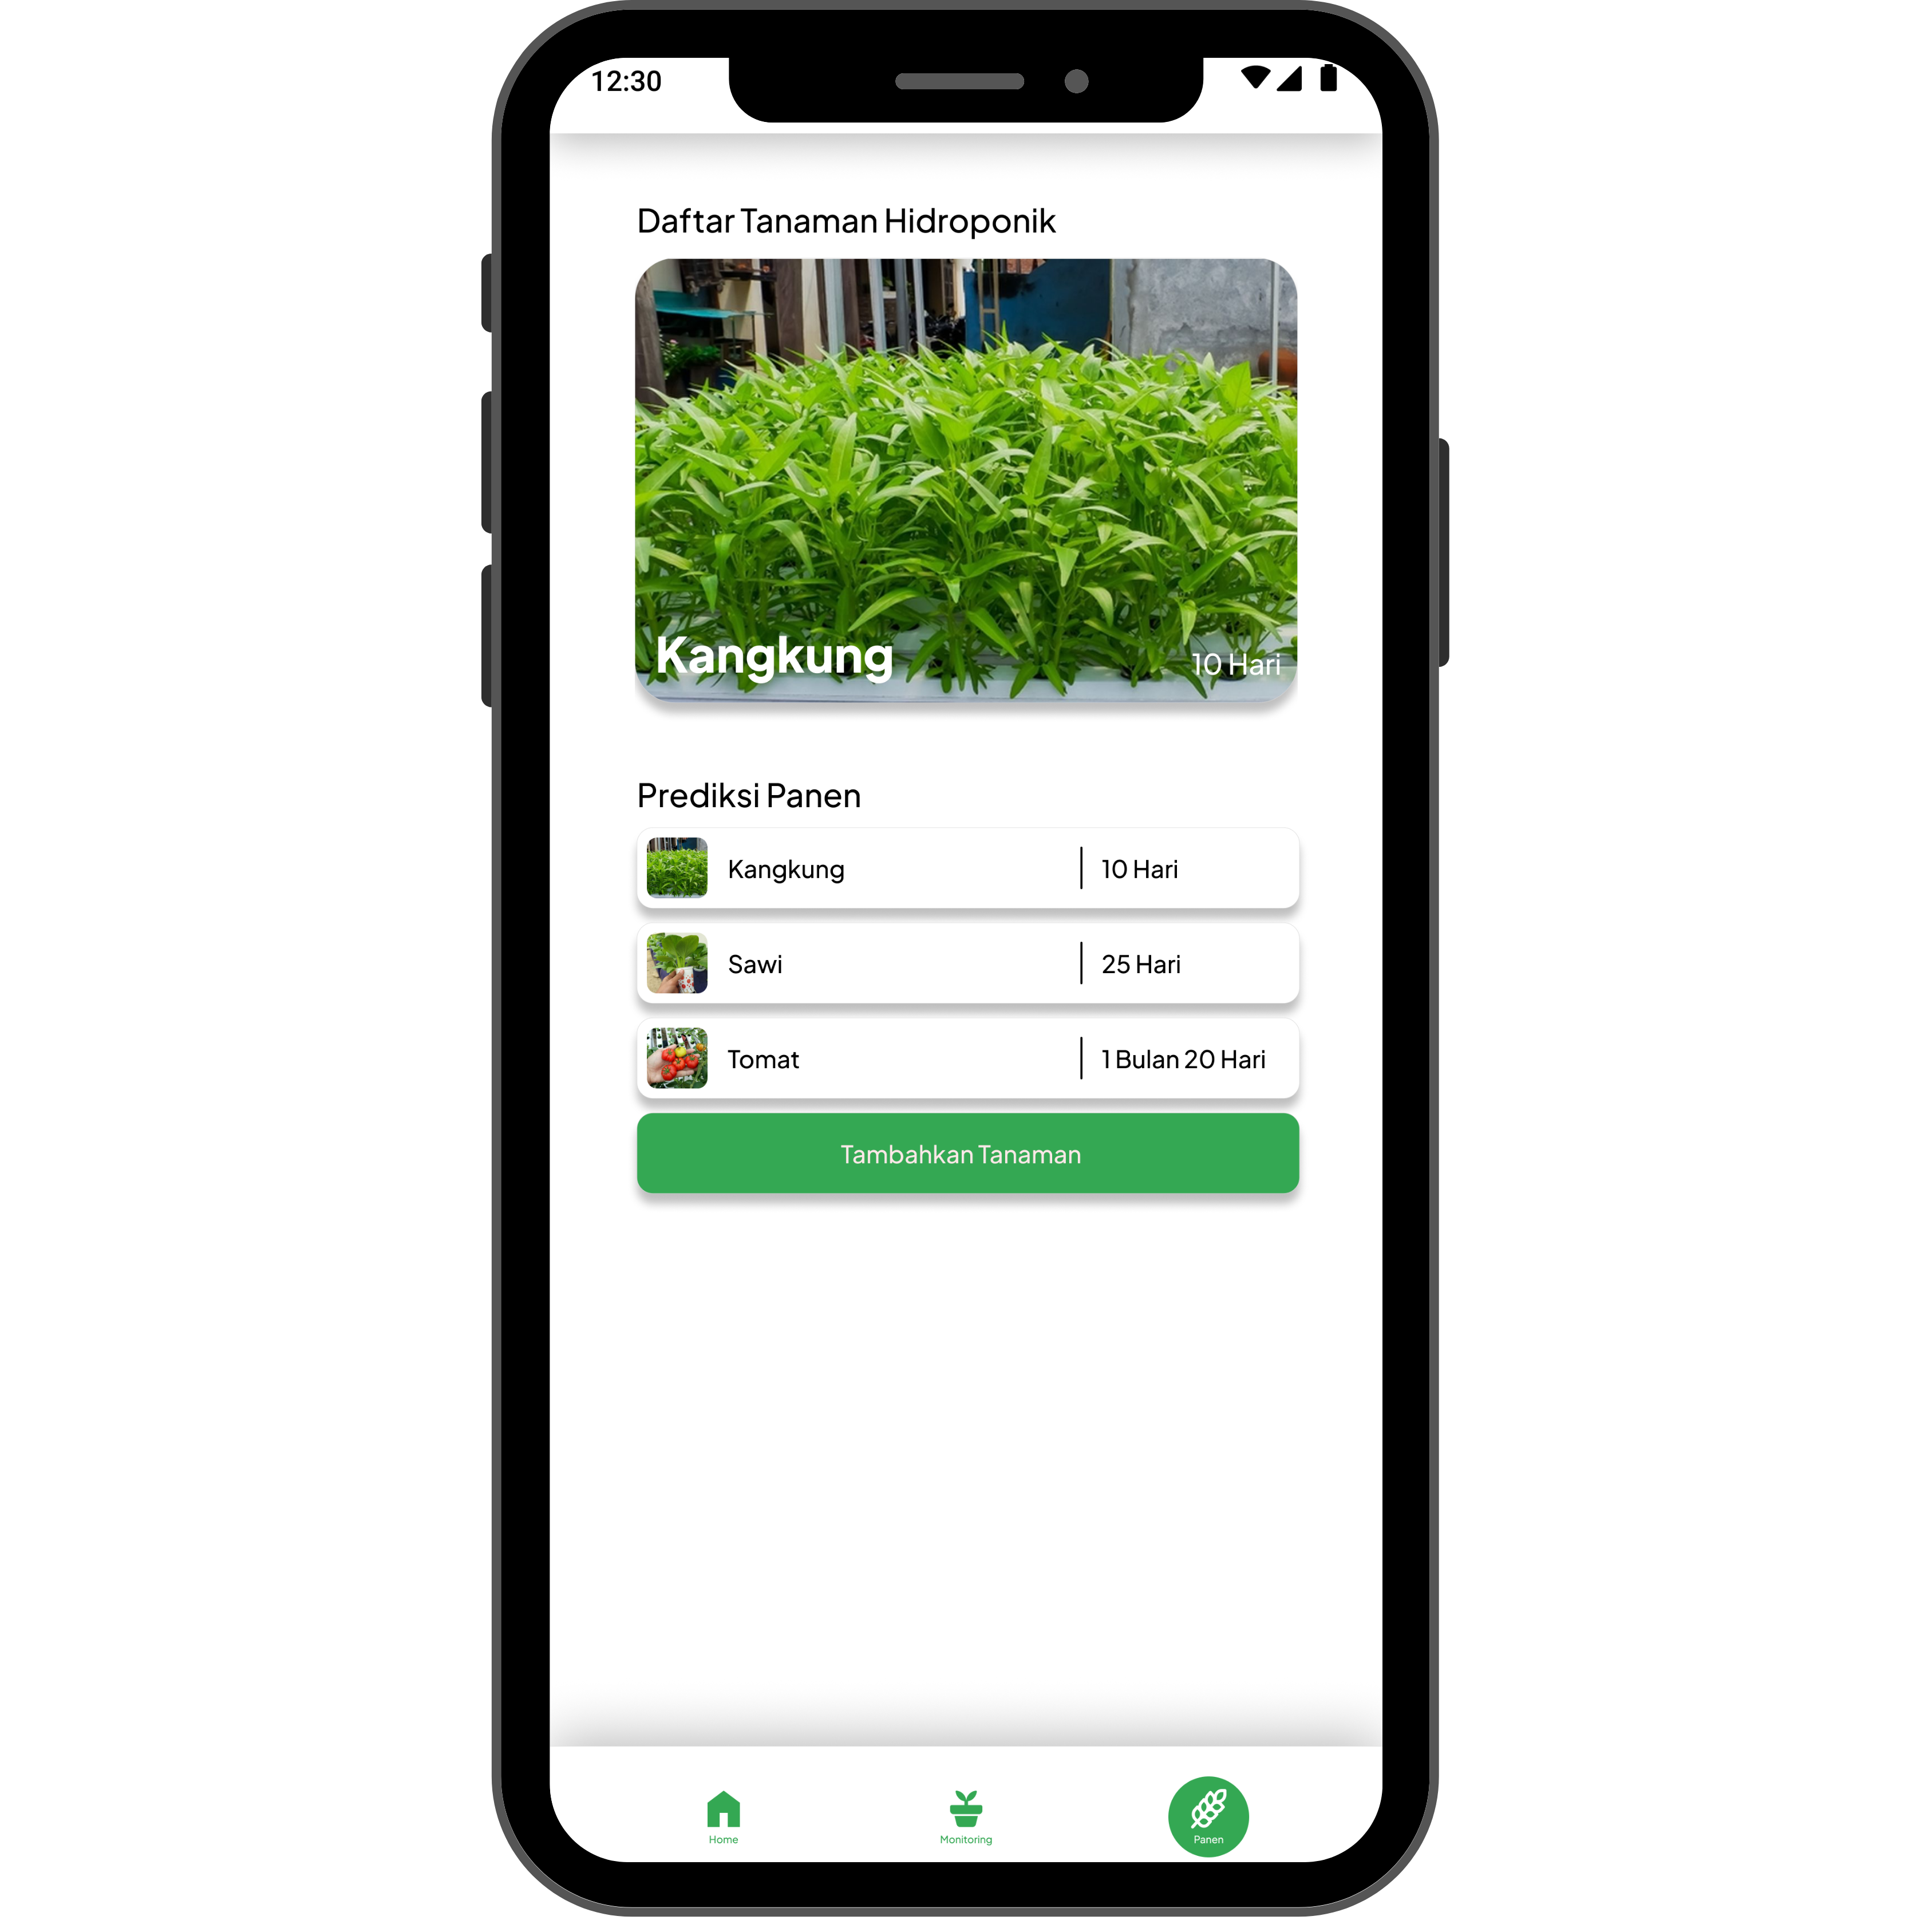 12:30
Daftar Tanaman Hidroponik
Kangkung
10 Hari
Prediksi Panen
Kangkung
10 Hari
Sawi
25 Hari
Tomat
1 Bulan 20 Hari
Tambahkan Tanaman
Home
Monitoring
Panen